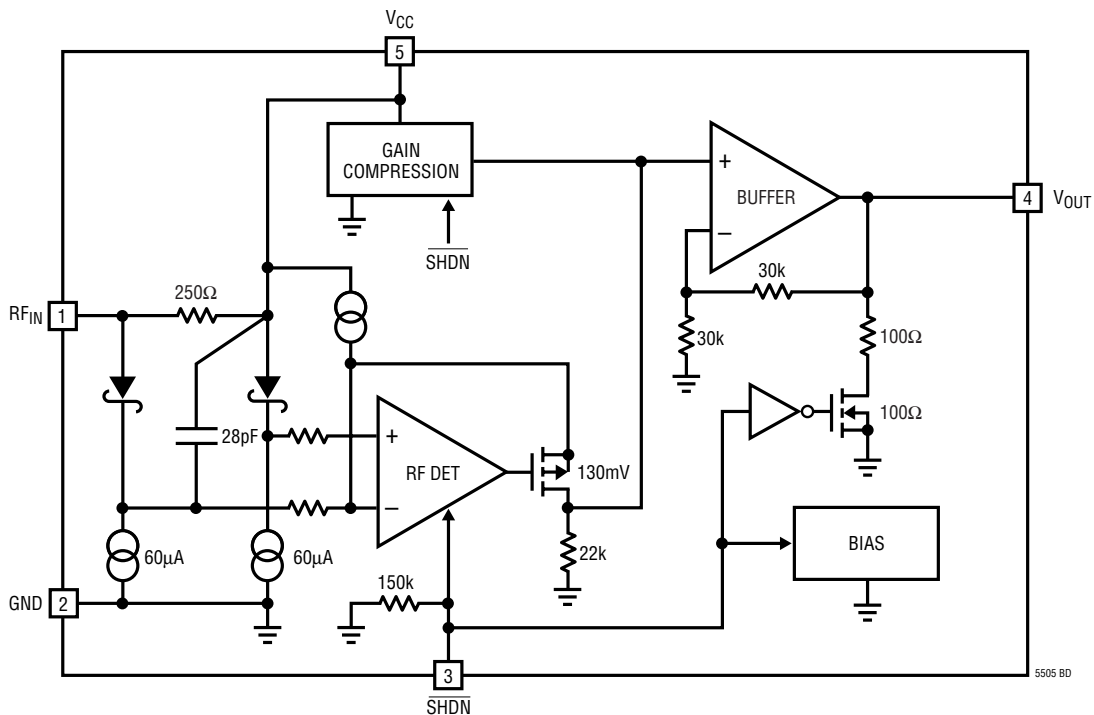 VCC
5
GAIN
COMPRESSION
+
BUFFER
4 VOUT
–
SHDN
30k
250Ω
RFIN 1
30k
100Ω
28pF
+
RF DET
130mV
100Ω
–
60µA
60µA
22k
BIAS
150k
GND 2
3
SHDN
5505 BD